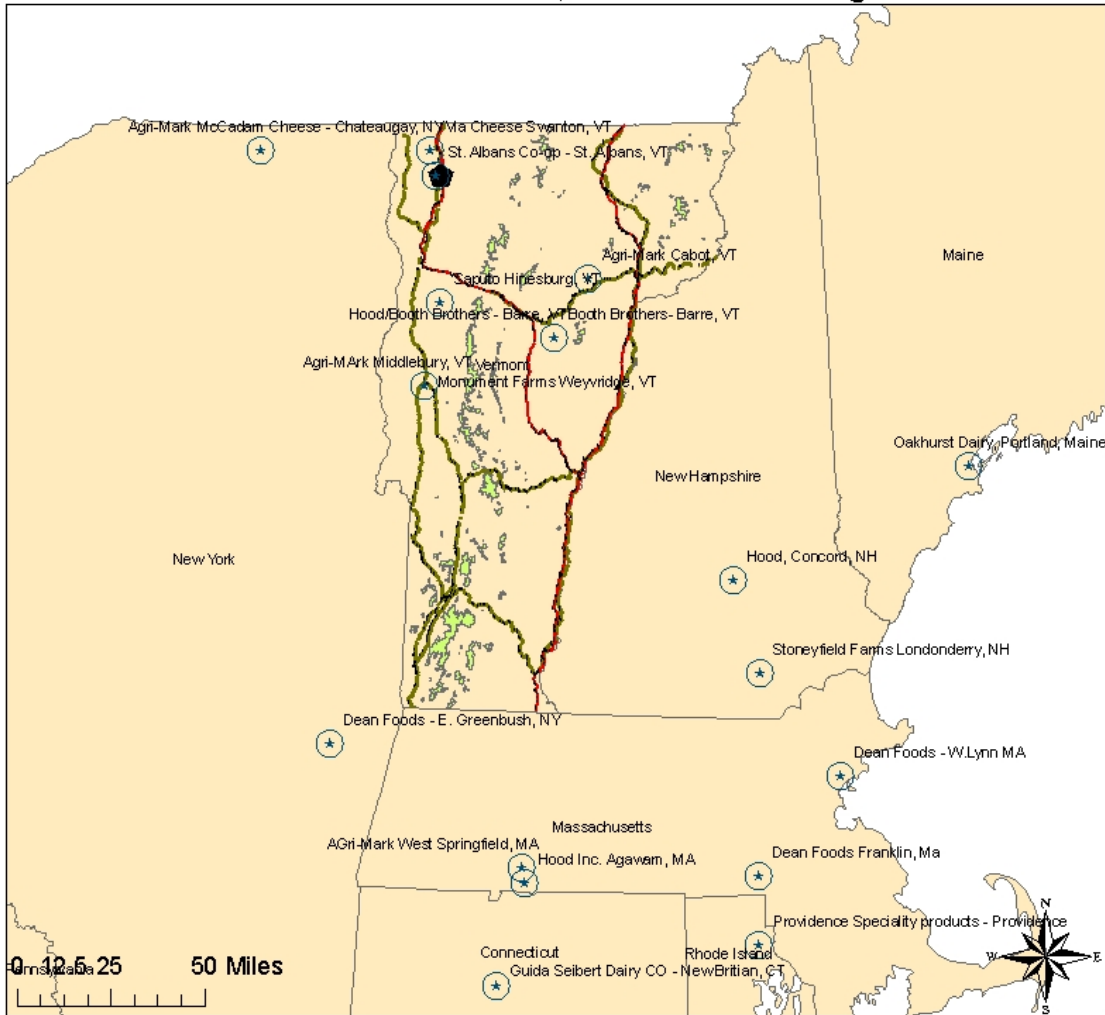 Agri-Mark McCadam Cheese - Chateaugay, NY
Via Cheese Swanton, VT
St. Albans Co-op - St. Albans, VT
Agri-Mark Cabot, VT
Maine
Saputo Hinesburg, VT
Hood/Booth Brothers - Barre, VT
Booth Brothers- Barre, VT
Agri-MArk Middlebury, VT
Vermont
Monument Farms Weyvridge, VT
Oakhurst Dairy, Portland, Maine
New Hampshire
New York
Hood, Concord, NH
Stoneyfield Farms Londonderry, NH
Dean Foods - E. Greenbush, NY
Dean Foods - W.Lynn MA
Massachusetts
AGri-Mark West Springfield, MA
Hood Inc. Agawam, MA
Dean Foods Franklin, Ma
N
Providence Speciality products - Providence
Connecticut
Rhode Island
W
E
0 12.5 25 50 Miles
Pennsylvania
Guida Seibert Dairy CO - NewBritian, CT
S